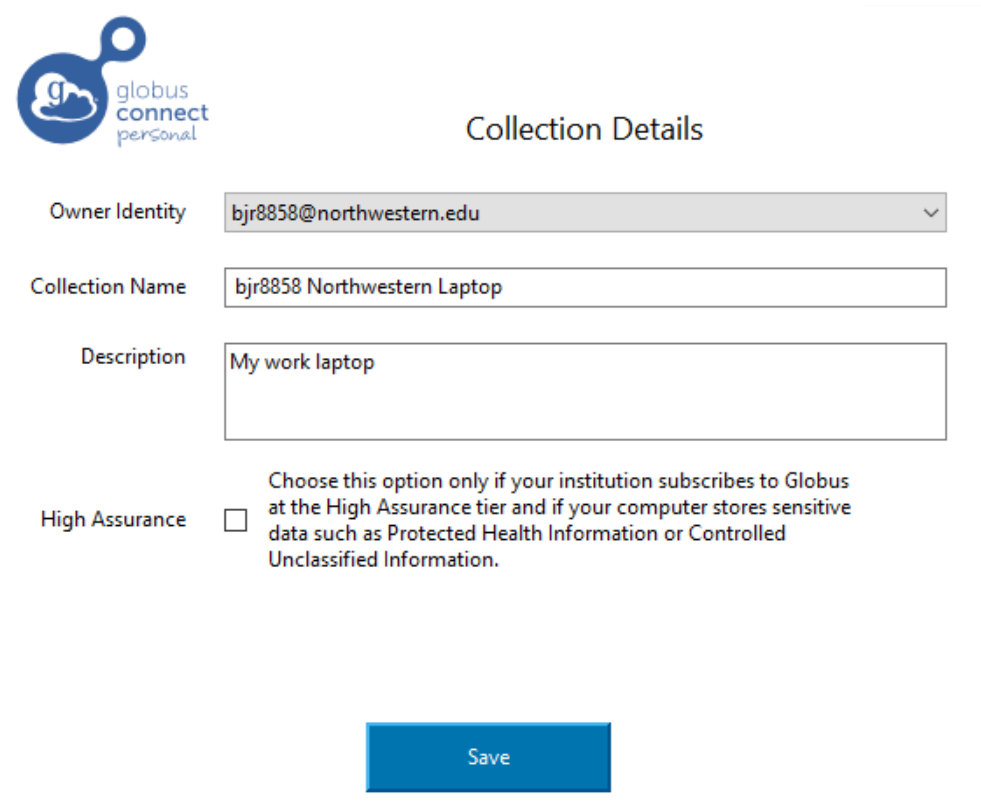 g
globus
connect
personal
Collection Details
Owner Identity
bjr8858@northwestern.edu
Collection Name
bjr8858 Northwestern Laptop
Description
My work laptop
High Assurance
Choose this option only if your institution subscribes to Globus
at the High Assurance tier and if your computer stores sensitive
data such as Protected Health Information or Controlled
Unclassified Information.
Save